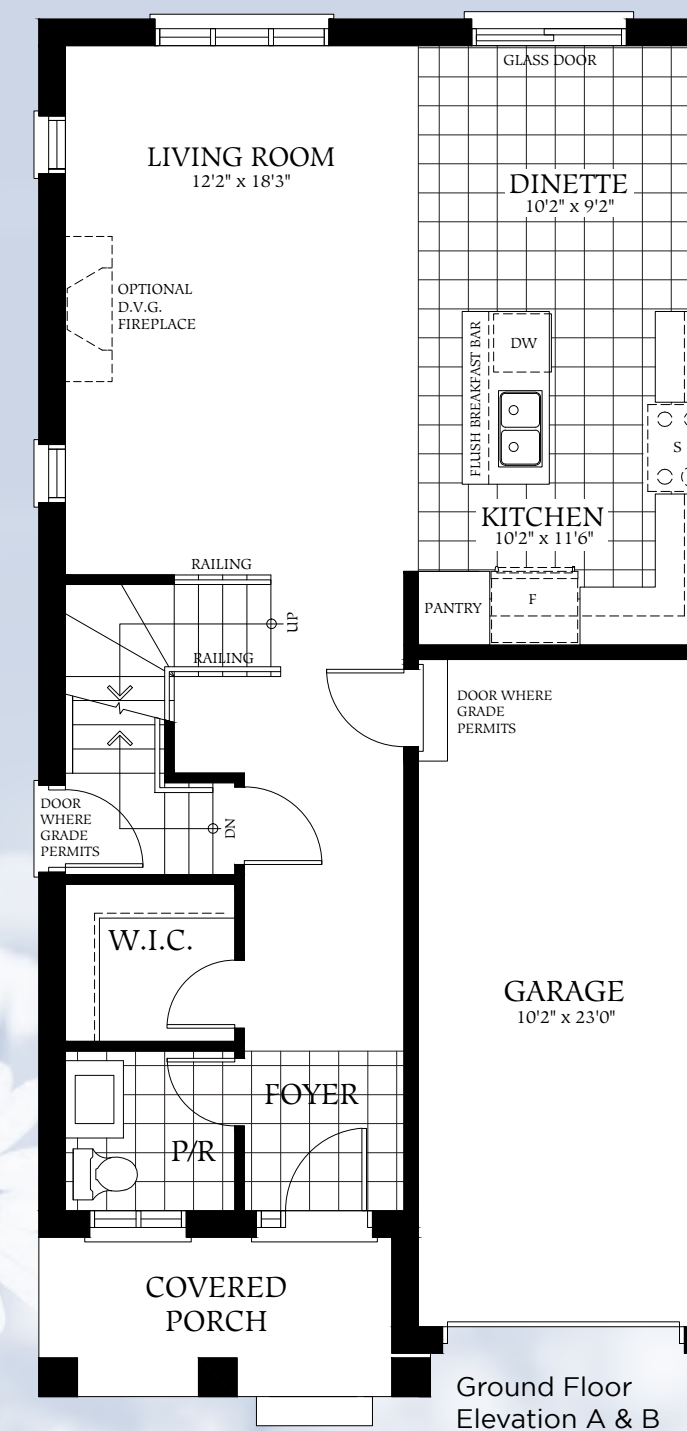 GLASS DOOR
LIVING ROOM
12'2" x 18'3"
DINETTE
10'2" x 9'2"
OPTIONAL
D.V.G.
FIREPLACE
FLUSH BREAKFAST BAR
DW
S
KITCHEN
10'2" x 11'6"
RAILING
PANTRY
F
UP
RAILING
DOOR WHERE
GRADE
PERMITS
DOOR
WHERE
GRADE
PERMITS
DN
W.I.C.
GARAGE
10'2" x 23'0"
FOYER
P/R
COVERED
PORCH
Ground Floor
Elevation A & B